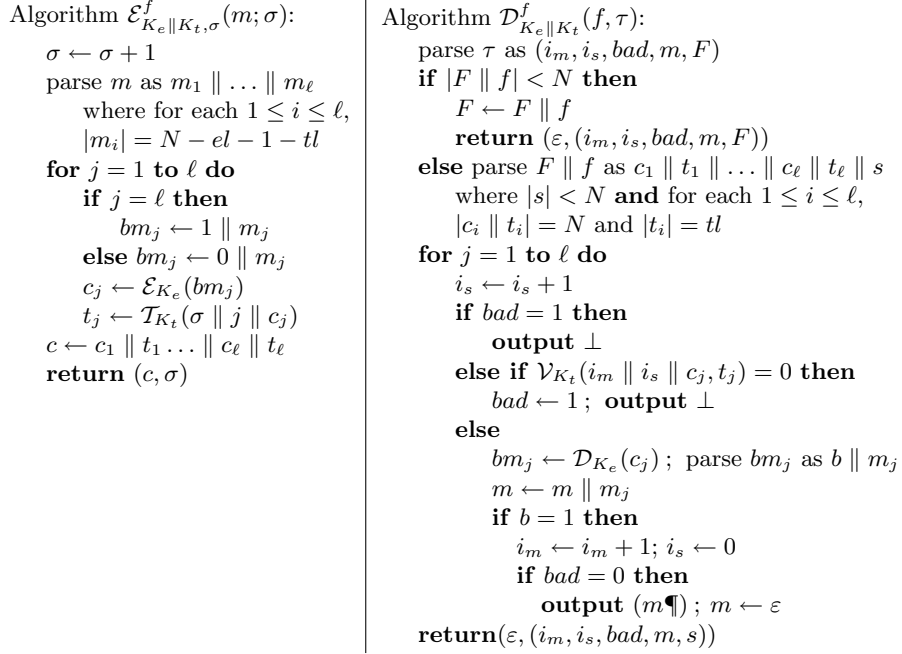 Algorithm 𝓔^f_{K_e‖K_t,σ}(m; σ):
σ ← σ + 1
parse m as m_1 ‖ … ‖ m_ℓ
where for each 1 ≤ i ≤ ℓ,
|m_i| = N − el − 1 − tl
for j = 1 to ℓ do
if j = ℓ then
bm_j ← 1 ‖ m_j
else bm_j ← 0 ‖ m_j
c_j ← 𝓔_{K_e}(bm_j)
t_j ← 𝓣_{K_t}(σ ‖ j ‖ c_j)
c ← c_1 ‖ t_1 … ‖ c_ℓ ‖ t_ℓ
return (c, σ)
Algorithm 𝓓^f_{K_e‖K_t}(f, τ):
parse τ as (i_m, i_s, bad, m, F)
if |F ‖ f| < N then
F ← F ‖ f
return (ε, (i_m, i_s, bad, m, F))
else parse F ‖ f as c_1 ‖ t_1 ‖ … ‖ c_ℓ ‖ t_ℓ ‖ s
where |s| < N and for each 1 ≤ i ≤ ℓ,
|c_i ‖ t_i| = N and |t_i| = tl
for j = 1 to ℓ do
i_s ← i_s + 1
if bad = 1 then
output ⊥
else if 𝓥_{K_t}(i_m ‖ i_s ‖ c_j, t_j) = 0 then
bad ← 1 ; output ⊥
else
bm_j ← 𝓓_{K_e}(c_j) ; parse bm_j as b ‖ m_j
m ← m ‖ m_j
if b = 1 then
i_m ← i_m + 1; i_s ← 0
if bad = 0 then
output (m¶) ; m ← ε
return(ε, (i_m, i_s, bad, m, s))